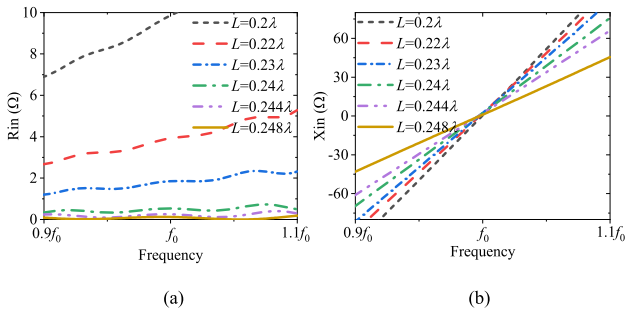 10
8
6
4
2
0
Rin (Ω)
L=0.2λ
L=0.22λ
L=0.23λ
L=0.24λ
L=0.244λ
L=0.248λ
0.9f₀
f₀
1.1f₀
Frequency
(a)
60
30
0
-30
-60
Xin (Ω)
L=0.2λ
L=0.22λ
L=0.23λ
L=0.24λ
L=0.244λ
L=0.248λ
0.9f₀
f₀
1.1f₀
Frequency
(b)